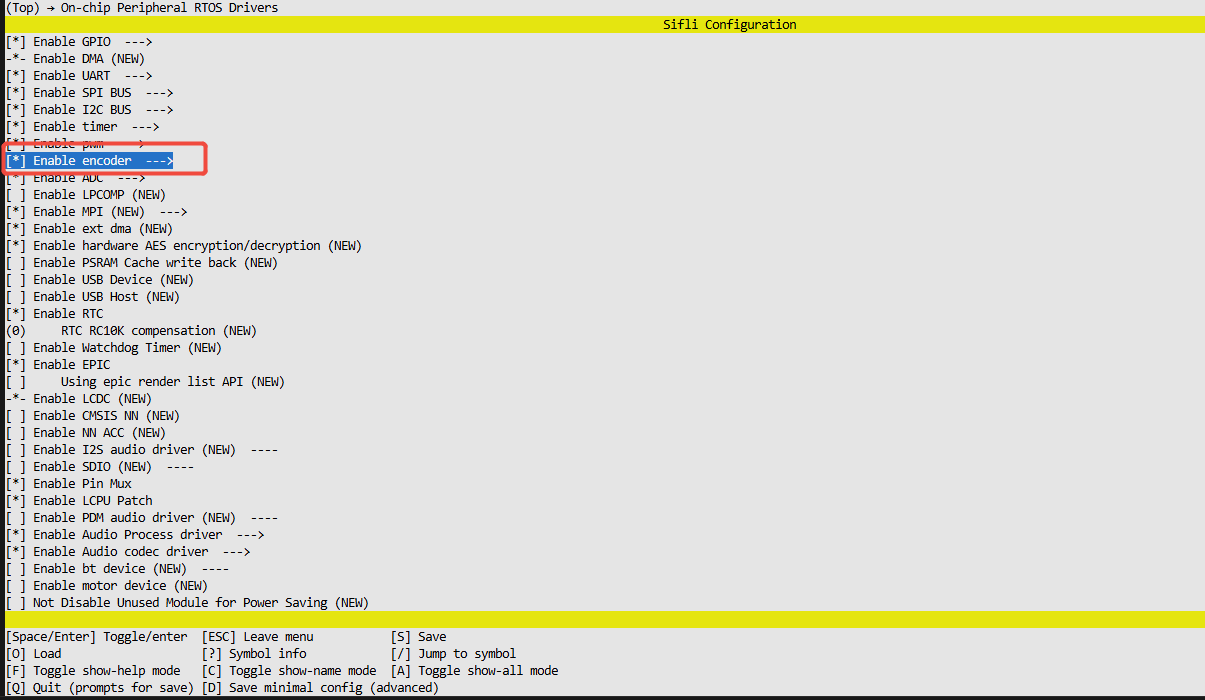 (Top) → On-chip Peripheral RTOS Drivers
Sifli Configuration
[*] Enable GPIO  --->
-*- Enable DMA (NEW)
[*] Enable UART  --->
[*] Enable SPI BUS  --->
[*] Enable I2C BUS  --->
[*] Enable timer  --->
[*] Enable pwm  --->
[*] Enable encoder  --->
[*] Enable ADC  --->
[ ] Enable LPCOMP (NEW)
[*] Enable MPI (NEW)  --->
[*] Enable ext dma (NEW)
[*] Enable hardware AES encryption/decryption (NEW)
[ ] Enable PSRAM Cache write back (NEW)
[ ] Enable USB Device (NEW)
[ ] Enable USB Host (NEW)
[*] Enable RTC
(0)     RTC RC10K compensation (NEW)
[ ] Enable Watchdog Timer (NEW)
[*] Enable EPIC
[ ]     Using epic render list API (NEW)
-*- Enable LCDC (NEW)
[ ] Enable CMSIS NN (NEW)
[ ] Enable NN ACC (NEW)
[ ] Enable I2S audio driver (NEW)  ----
[ ] Enable SDIO (NEW)  ----
[*] Enable Pin Mux
[*] Enable LCPU Patch
[ ] Enable PDM audio driver (NEW)  ----
[*] Enable Audio Process driver  --->
[*] Enable Audio codec driver  --->
[ ] Enable bt device (NEW)  ----
[ ] Enable motor device (NEW)
[ ] Not Disable Unused Module for Power Saving (NEW)
[Space/Enter] Toggle/enter  [ESC] Leave menu           [S] Save
[O] Load                    [?] Symbol info            [/] Jump to symbol
[F] Toggle show-help mode   [C] Toggle show-name mode  [A] Toggle show-all mode
[Q] Quit (prompts for save) [D] Save minimal config (advanced)